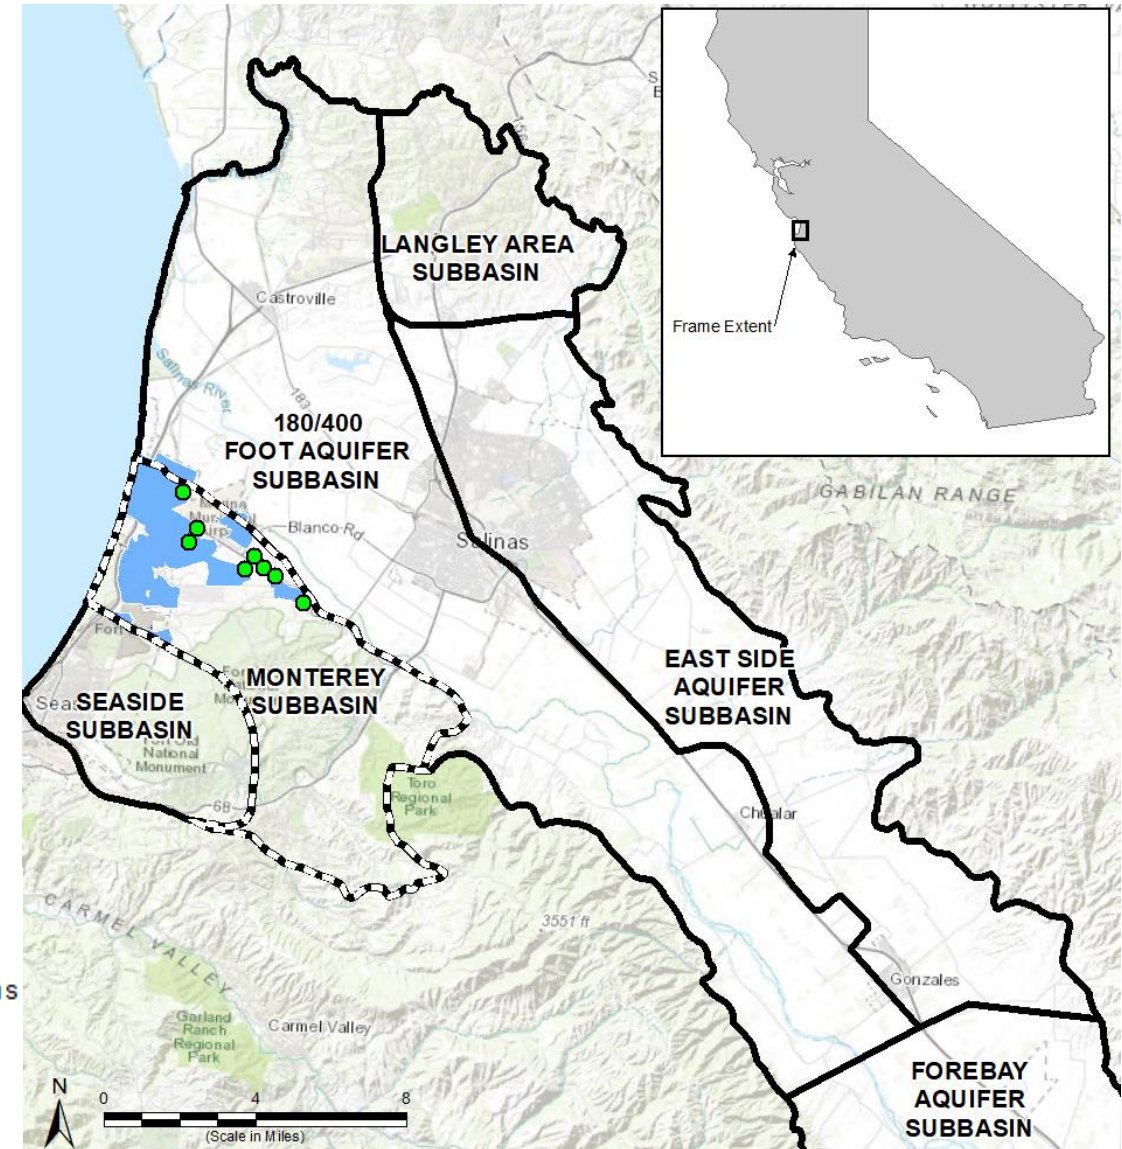 LANGLEY AREA
SUBBASIN
Frame Extent
Castroville
Salinas River
183
180/400
FOOT AQUIFER
SUBBASIN
GABILAN RANGE
Blanco Rd
Salinas
EAST SIDE
AQUIFER
SUBBASIN
MONTEREY
SUBBASIN
SEASIDE
SUBBASIN
National
Monument
68
Toro
Regional
Park
Chualar
CARMEL VALLEY
3551 ft
Gonzales
Garland
Ranch
Regional
Park
Carmel Valley
FOREBAY
AQUIFER
SUBBASIN
N
0 4 8
(Scale in Miles)